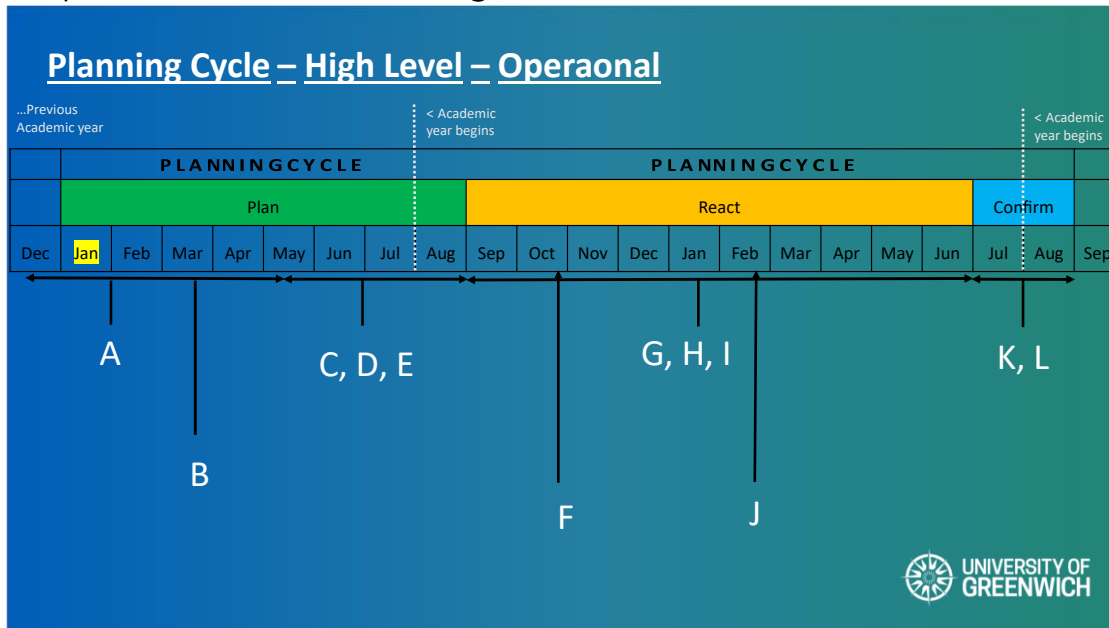 Planning Cycle – High Level – Operaonal
...Previous
Academic year
< Academic
year begins
< Academic
year begins
PLANNINGCYCLE PLANNINGCYCLE
Plan React Confirm
Dec Jan Feb Mar Apr May Jun Jul Aug Sep Oct Nov Dec Jan Feb Mar Apr May Jun Jul Aug Sep
A C, D, E G, H, I K, L
B
F J
UNIVERSITY OF
GREENWICH